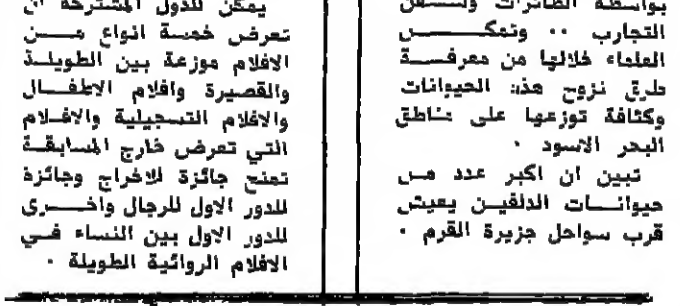 بواسطة الطائرات وستسهل
التجارب ٠٠ وتمكن
العلماء خلالها من معرفة
طرق نزوح هذه الحيوانات
وكثافة توزعها على مناطق
البحر الاسود ٠
تبين ان اكبر عدد من
حيوانات الدلفين يعيش
قرب سواحل جزيرة القرم ٠
يمكن للدول المشتركة ان
تعرض خمسة انواع من
الافلام موزعة بين الطويلة
والقصيرة وافلام الاطفال
والافلام التسجيلية والافلام
التي تعرض خارج المسابقة
تمنح جائزة للاخراج وجائزة
للدور الاول للرجال واخرى
للدور الاول بين النساء في
الافلام الروائية الطويلة ٠